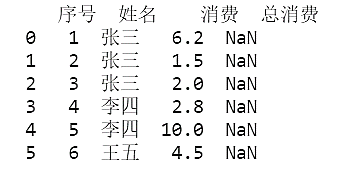 序号 姓名 消费 总消费
0 1 张三 6.2 NaN
1 2 张三 1.5 NaN
2 3 张三 2.0 NaN
3 4 李四 2.8 NaN
4 5 李四 10.0 NaN
5 6 王五 4.5 NaN